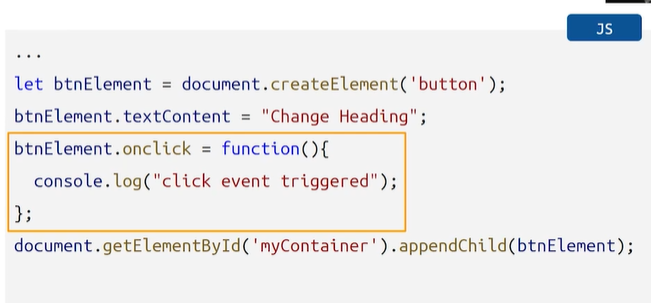 JS
...
let btnElement = document.createElement('button');
btnElement.textContent = "Change Heading";
btnElement.onclick = function(){
  console.log("click event triggered");
};
document.getElementById('myContainer').appendChild(btnElement);